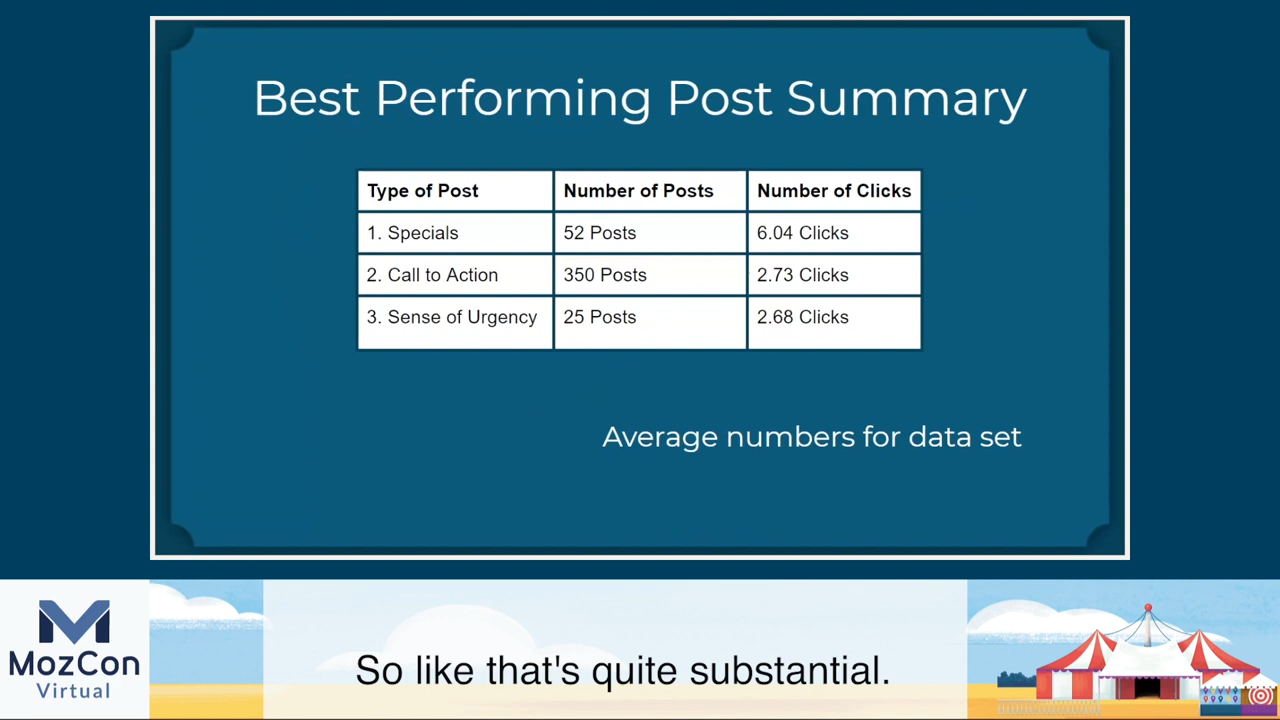 Best Performing Post Summary
Type of Post Number of Posts Number of Clicks
1. Specials 52 Posts 6.04 Clicks
2. Call to Action 350 Posts 2.73 Clicks
3. Sense of Urgency 25 Posts 2.68 Clicks
Average numbers for data set
MozCon
Virtual
So like that's quite substantial.